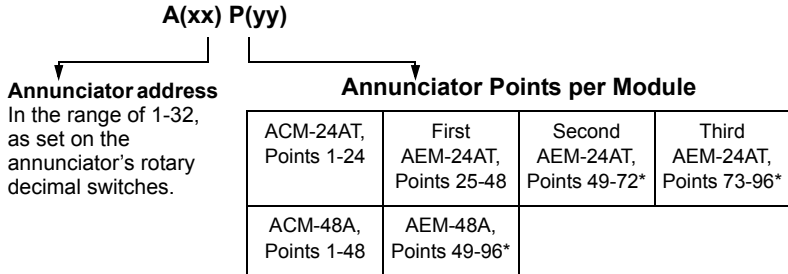 A(xx) P(yy)
Annunciator address
In the range of 1-32,
as set on the
annunciator's rotary
decimal switches.
Annunciator Points per Module
ACM-24AT,
Points 1-24
First
AEM-24AT,
Points 25-48
Second
AEM-24AT,
Points 49-72*
Third
AEM-24AT,
Points 73-96*
ACM-48A,
Points 1-48
AEM-48A,
Points 49-96*